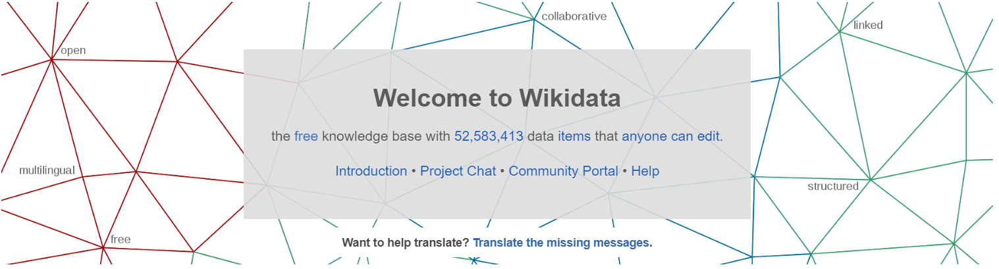 collaborative
linked
open
Welcome to Wikidata
the free knowledge base with 52,583,413 data items that anyone can edit.
multilingual
Introduction • Project Chat • Community Portal • Help
structured
free
Want to help translate? Translate the missing messages.